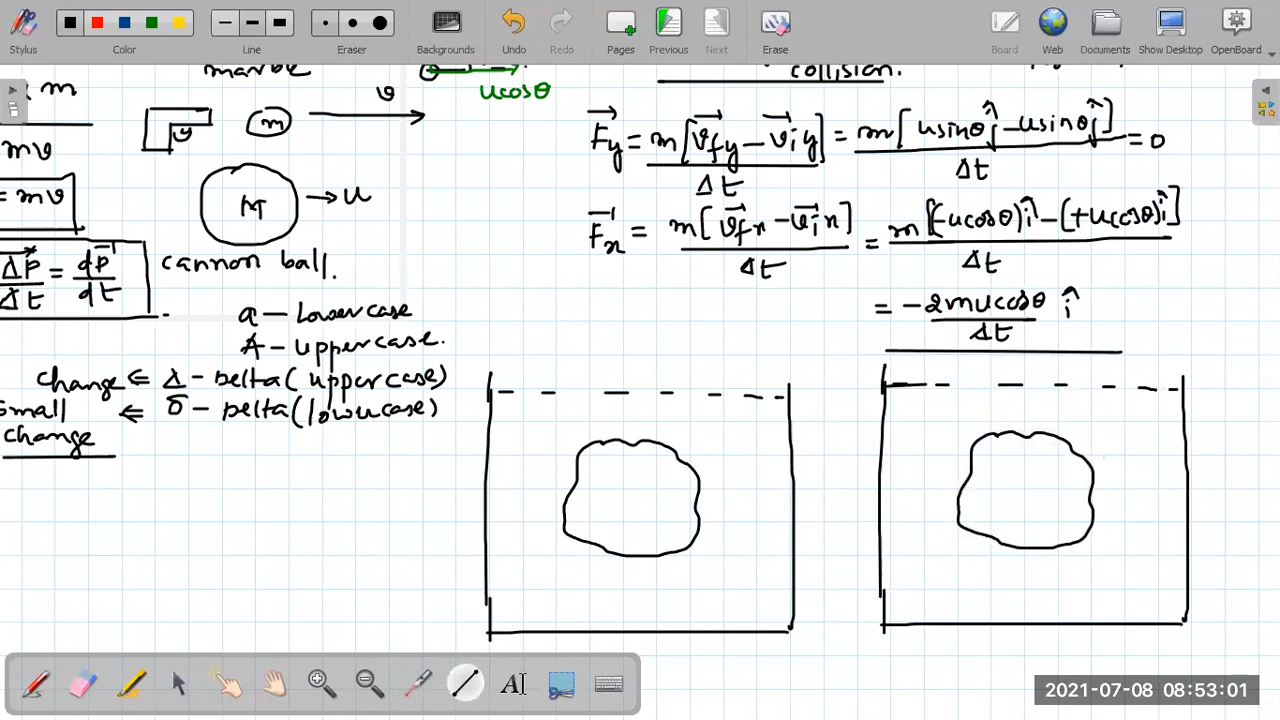 Stylus
Color
Line
Eraser
Backgrounds
Undo
Redo
Pages
Previous
Next
Erase
Board
Web
Documents
Show Desktop
OpenBoard
m
mv
= mv
Δp/Δt = dp/dt
marble
v
m
M → u
cannon ball.
a - Lowercase
A - uppercase.
change ⇐ Δ - Delta (uppercase)
small ⇐ δ - Delta (lowercase)
change
ucosθ
collision.
F⃗y = m[v⃗fy - v⃗iy]/Δt = m[usinθ ĵ - usinθ ĵ]/Δt = 0
F⃗x = m[v⃗fx - v⃗ix]/Δt = m[(-ucosθ)î - (+ucosθ)î]/Δt
= -2mucosθ/Δt î
2021-07-08 08:53:01